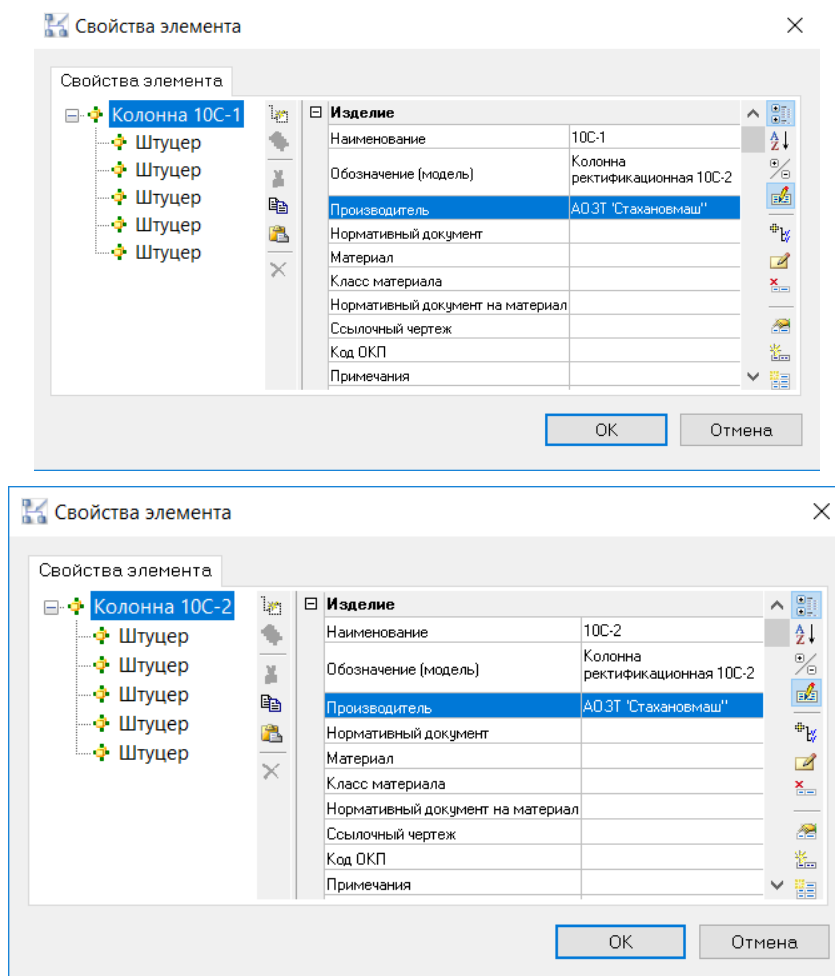 Свойства элемента
Свойства элемента
Колонна 10С-1
Штуцер
Штуцер
Штуцер
Штуцер
Штуцер
Изделие
Наименование 10С-1
Обозначение (модель) Колонна
ректификационная 10С-2
Производитель АОЗТ 'Стахановмаш''
Нормативный документ
Материал
Класс материала
Нормативный документ на материал
Ссылочный чертеж
Код ОКП
Примечания
ОК Отмена
Свойства элемента
Свойства элемента
Колонна 10С-2
Штуцер
Штуцер
Штуцер
Штуцер
Штуцер
Изделие
Наименование 10С-2
Обозначение (модель) Колонна
ректификационная 10С-2
Производитель АОЗТ 'Стахановмаш''
Нормативный документ
Материал
Класс материала
Нормативный документ на материал
Ссылочный чертеж
Код ОКП
Примечания
ОК Отмена